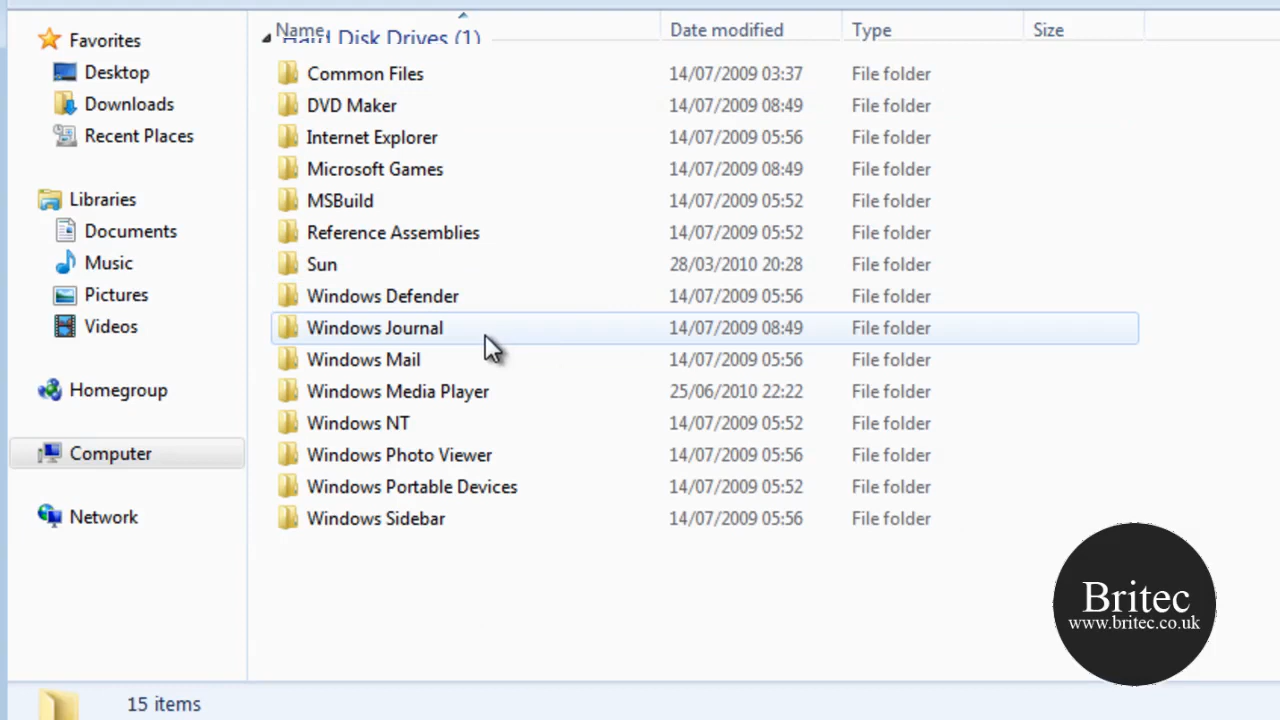 Favorites
Desktop
Downloads
Recent Places
Libraries
Documents
Music
Pictures
Videos
Homegroup
Computer
Network
Name Date modified Type Size
Hard Disk Drives (1)
Common Files 14/07/2009 03:37 File folder
DVD Maker 14/07/2009 08:49 File folder
Internet Explorer 14/07/2009 05:56 File folder
Microsoft Games 14/07/2009 08:49 File folder
MSBuild 14/07/2009 05:52 File folder
Reference Assemblies 14/07/2009 05:52 File folder
Sun 28/03/2010 20:28 File folder
Windows Defender 14/07/2009 05:56 File folder
Windows Journal 14/07/2009 08:49 File folder
Windows Mail 14/07/2009 05:56 File folder
Windows Media Player 25/06/2010 22:22 File folder
Windows NT 14/07/2009 05:52 File folder
Windows Photo Viewer 14/07/2009 05:56 File folder
Windows Portable Devices 14/07/2009 05:52 File folder
Windows Sidebar 14/07/2009 05:56 File folder
Britec
www.britec.co.uk
15 items